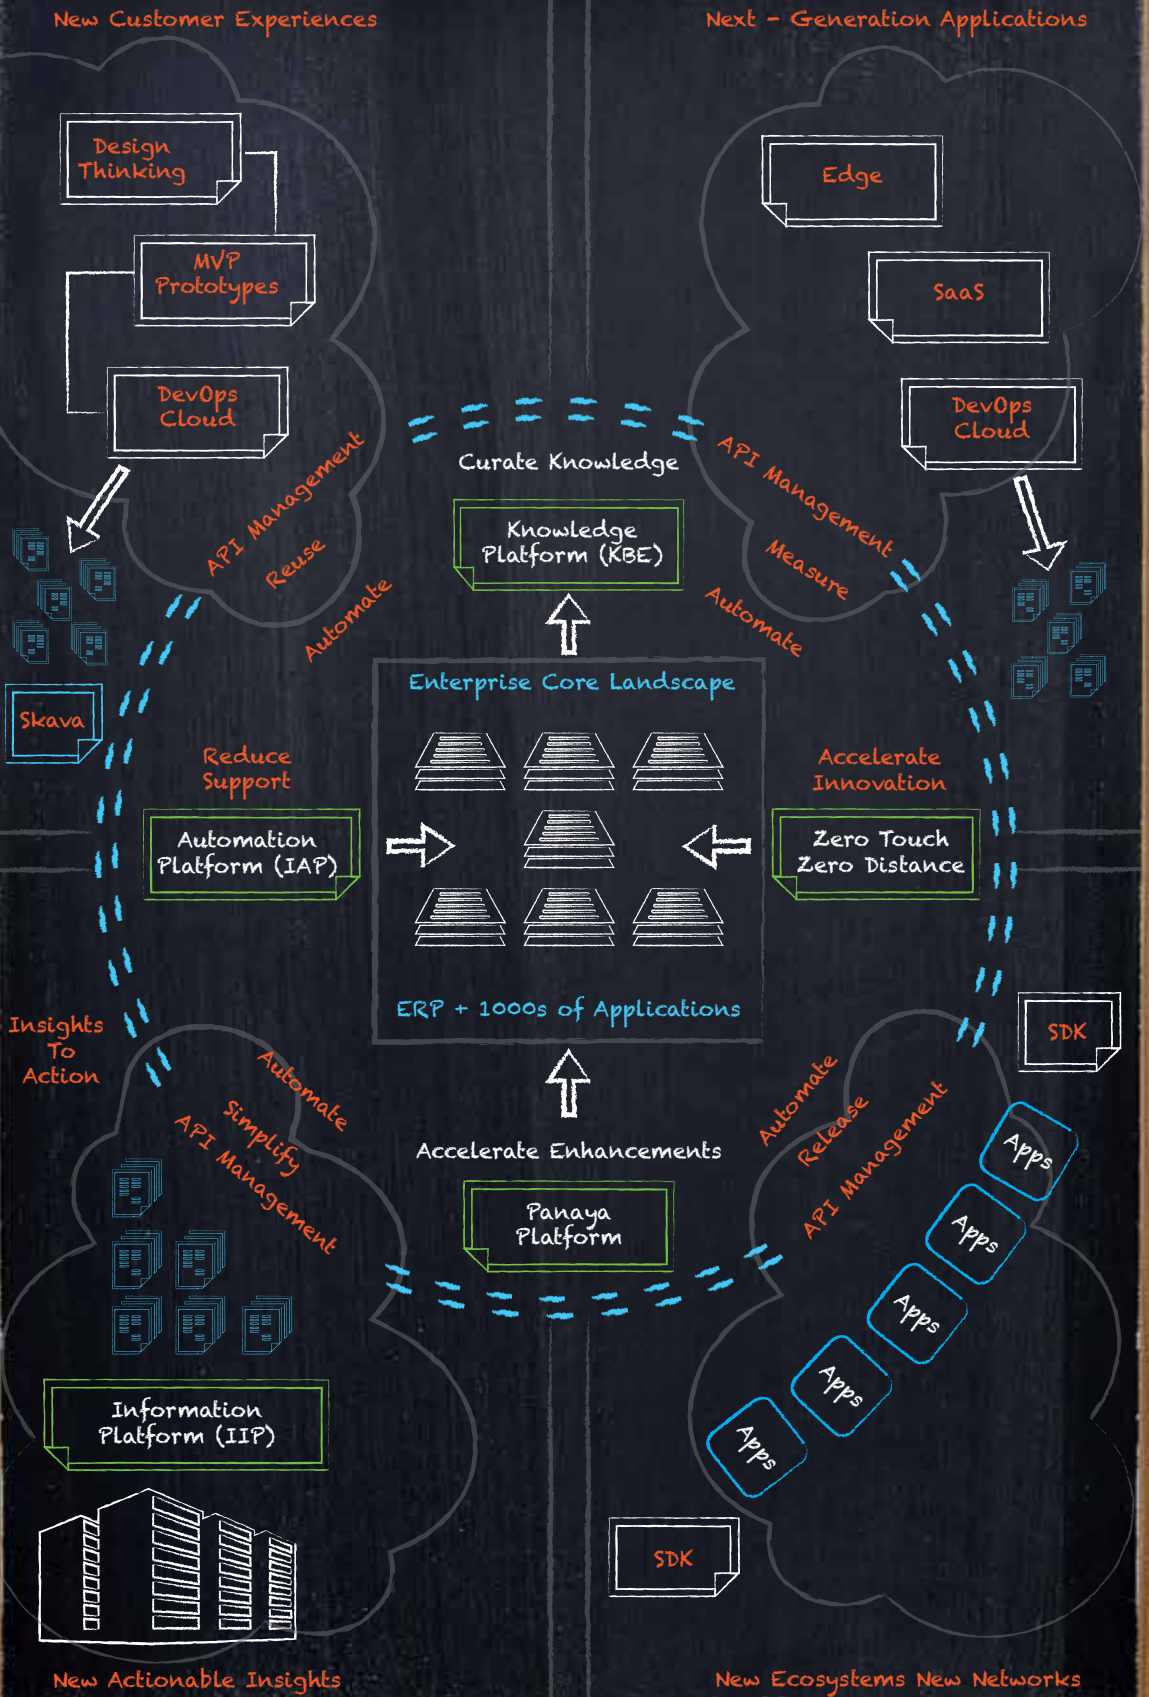 New Customer Experiences
Next - Generation Applications
Design
Thinking
MVP
Prototypes
DevOps
Cloud
Edge
SaaS
DevOps
Cloud
API Management
Reuse
Automate
Curate Knowledge
Knowledge
Platform (KBE)
API Management
Measure
Automate
Skava
Enterprise Core Landscape
Reduce
Support
Automation
Platform (IAP)
Accelerate
Innovation
Zero Touch
Zero Distance
ERP + 1000s of Applications
Insights
To
Action
SDK
Automate
Simplify
API Management
Accelerate Enhancements
Panaya
Platform
Automate
Release
API Management
Apps
Apps
Apps
Apps
Apps
Information
Platform (IIP)
SDK
New Actionable Insights
New Ecosystems New Networks